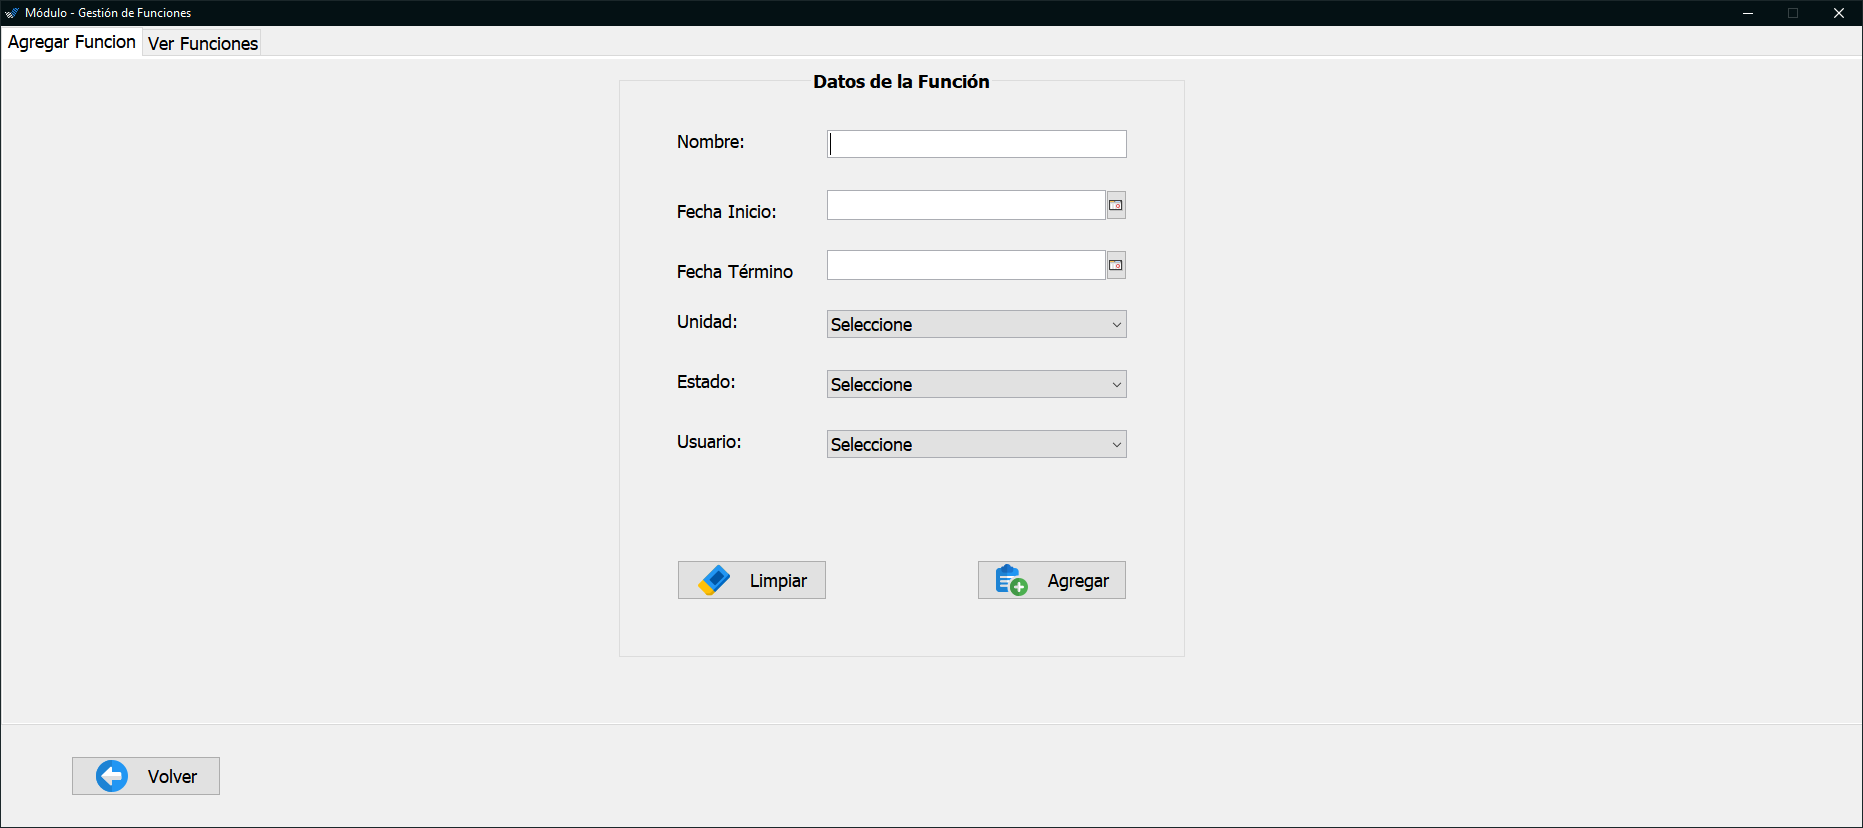 Módulo - Gestión de Funciones
Agregar Funcion
Ver Funciones
Datos de la Función
Nombre:
Fecha Inicio:
Fecha Término
Unidad:
Seleccione
Estado:
Seleccione
Usuario:
Seleccione
Limpiar
Agregar
Volver